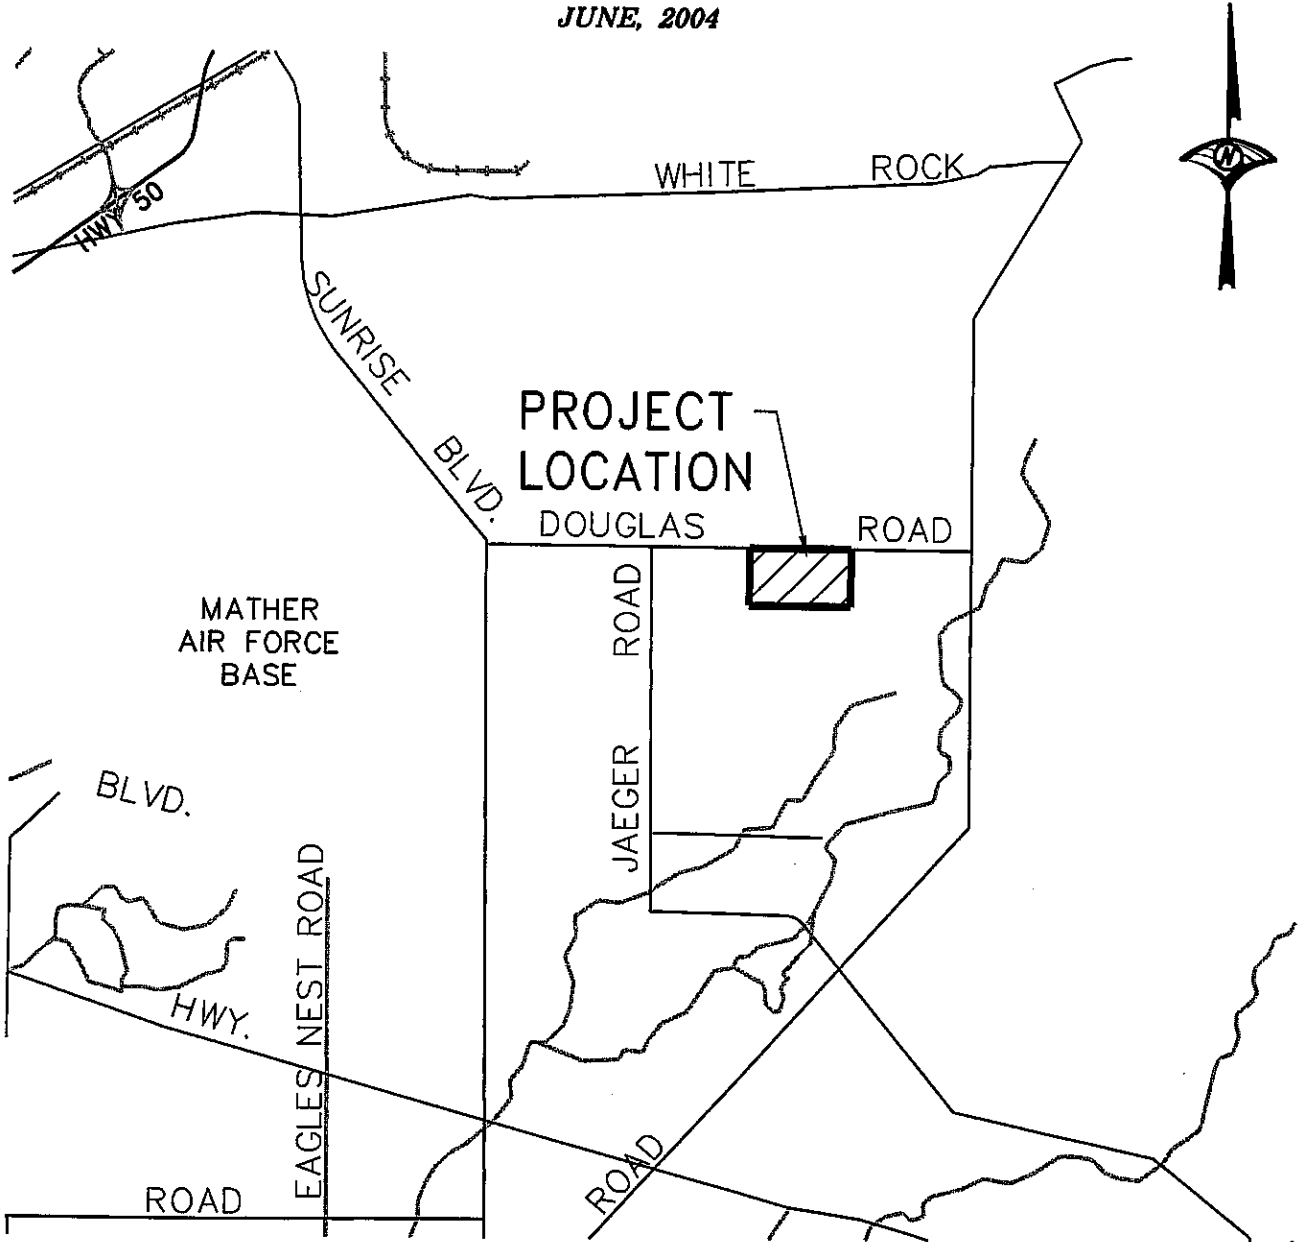 JUNE, 2004
N
WHITE ROCK
HWY 50
SUNRISE BLVD.
PROJECT
LOCATION
DOUGLAS ROAD
MATHER
AIR FORCE
BASE
JAEGER ROAD
BLVD.
EAGLES NEST ROAD
HWY.
ROAD
ROAD